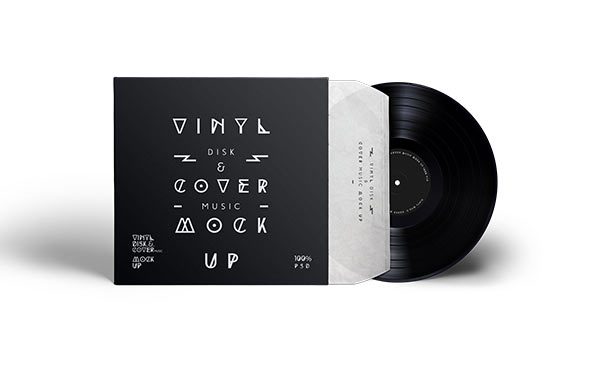 VINYL
DISK
&
COVER
MUSIC
MOCK
UP
VINYL
DISK &
COVER MUSIC
MOCK
UP
100%
PSD
VINYL DISK
&
COVER MUSIC MOCK UP